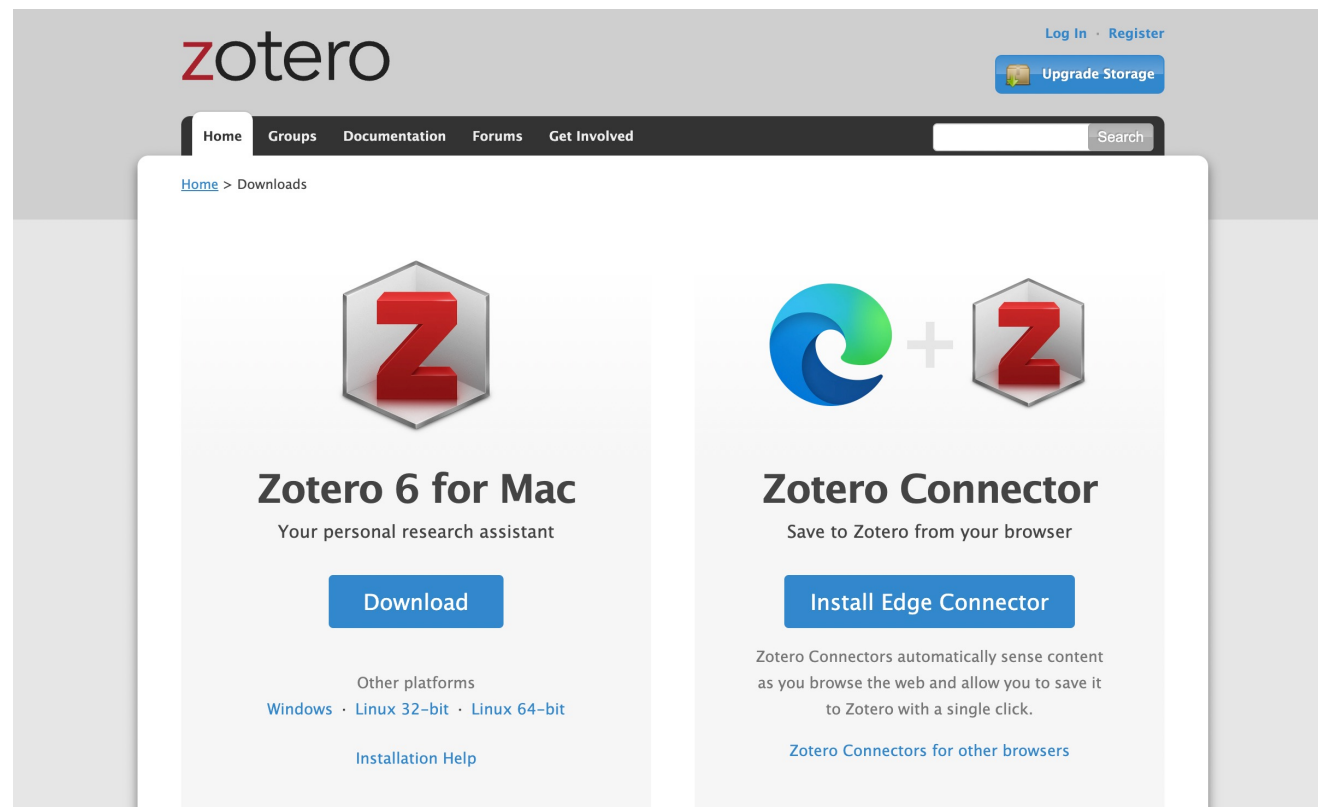 zotero
Log In · Register
Upgrade Storage
Home Groups Documentation Forums Get Involved
Search
Home > Downloads
Z
Z
Zotero 6 for Mac
Your personal research assistant
Download
Other platforms
Windows · Linux 32-bit · Linux 64-bit
Installation Help
Zotero Connector
Save to Zotero from your browser
Install Edge Connector
Zotero Connectors automatically sense content
as you browse the web and allow you to save it
to Zotero with a single click.
Zotero Connectors for other browsers